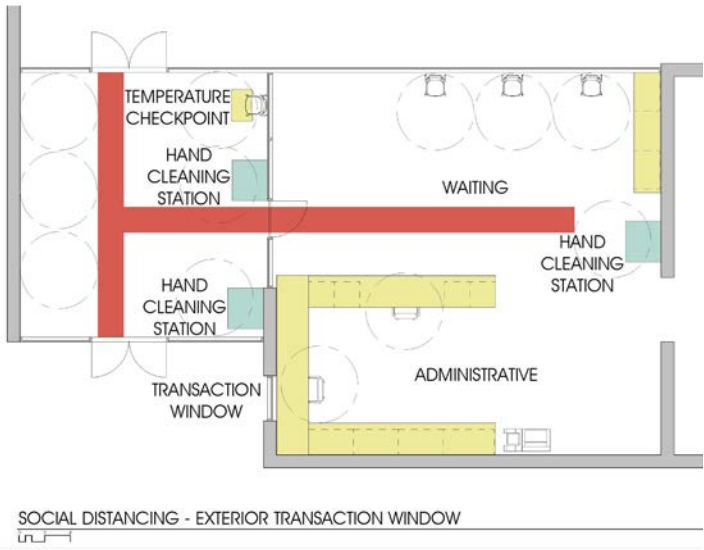 TEMPERATURE
CHECKPOINT
HAND
CLEANING
STATION
WAITING
HAND
CLEANING
STATION
HAND
CLEANING
STATION
TRANSACTION
WINDOW
ADMINISTRATIVE
SOCIAL DISTANCING - EXTERIOR TRANSACTION WINDOW